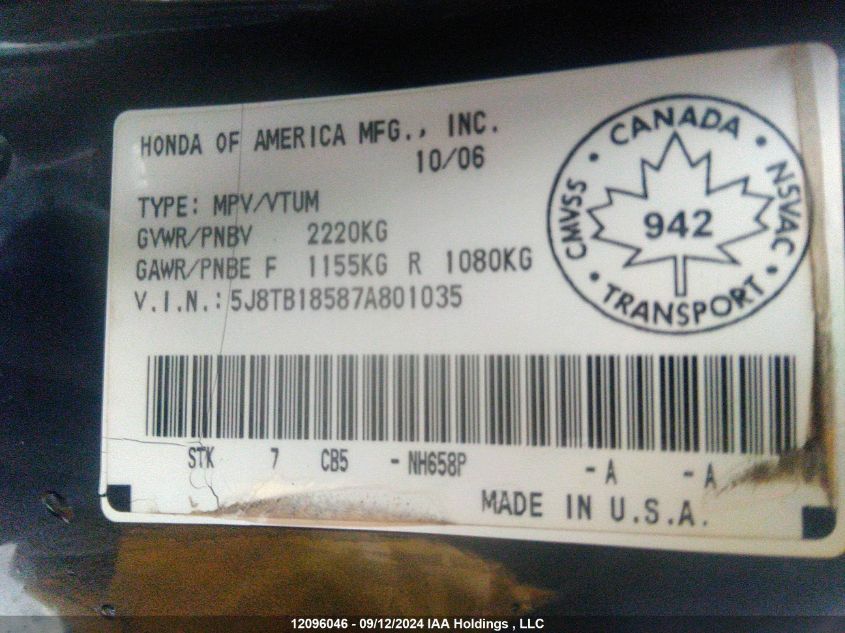 HONDA OF AMERICA MFG., INC.
10/06
TYPE: MPV/VTUM
GVWR/PNBV 2220KG
GAWR/PNBE F 1155KG R 1080KG
V.I.N.: 5J8TB18587A801035
CANADA
CMVSS
942
NSVAC
TRANSPORT
STK 7 CB5 - NH658P - A - A
MADE IN U.S.A.
12096046 - 09/12/2024 IAA Holdings , LLC